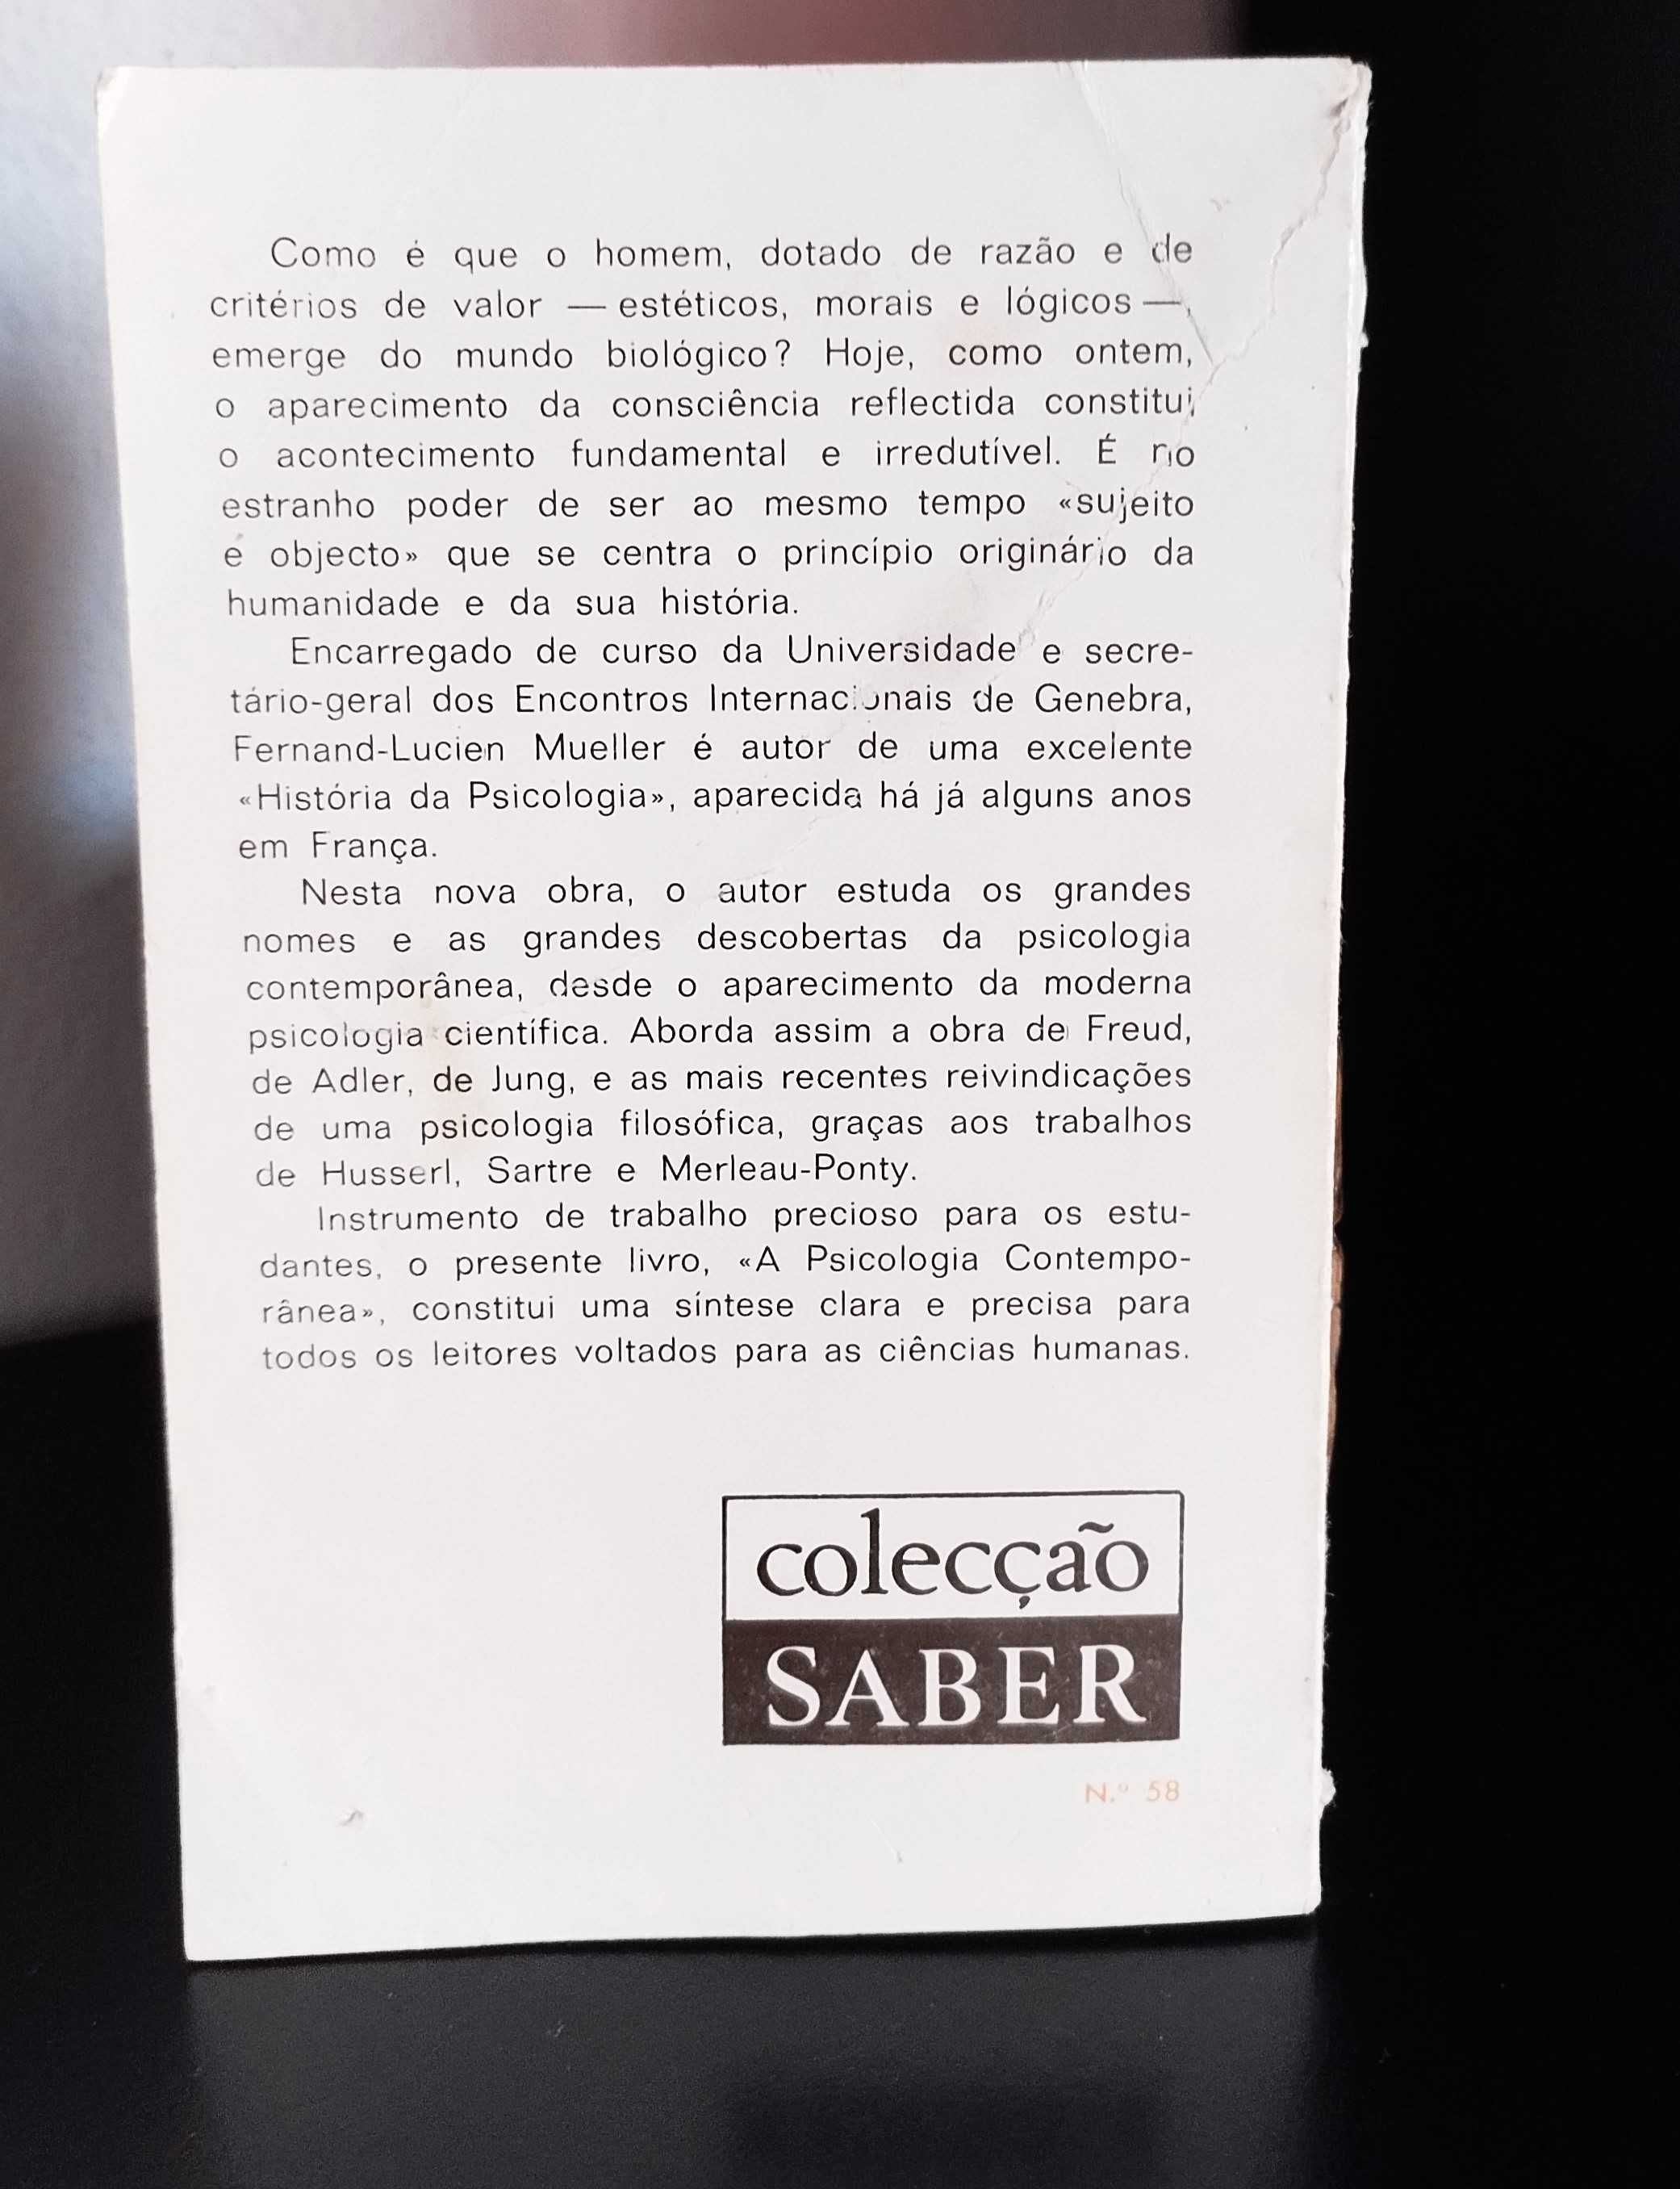 Como é que o homem, dotado de razão e de
critérios de valor — estéticos, morais e lógicos —,
emerge do mundo biológico? Hoje, como ontem,
o aparecimento da consciência reflectida constitui
o acontecimento fundamental e irredutível. É no
estranho poder de ser ao mesmo tempo «sujeito
e objecto» que se centra o princípio originário da
humanidade e da sua história.
Encarregado de curso da Universidade e secre-
tário-geral dos Encontros Internacionais de Genebra,
Fernand-Lucien Mueller é autor de uma excelente
«História da Psicologia», aparecida há já alguns anos
em França.
Nesta nova obra, o autor estuda os grandes
nomes e as grandes descobertas da psicologia
contemporânea, desde o aparecimento da moderna
psicologia científica. Aborda assim a obra de Freud,
de Adler, de Jung, e as mais recentes reivindicações
de uma psicologia filosófica, graças aos trabalhos
de Husserl, Sartre e Merleau-Ponty.
Instrumento de trabalho precioso para os estu-
dantes, o presente livro, «A Psicologia Contempo-
rânea», constitui uma síntese clara e precisa para
todos os leitores voltados para as ciências humanas.
colecção
SABER
N.º 58